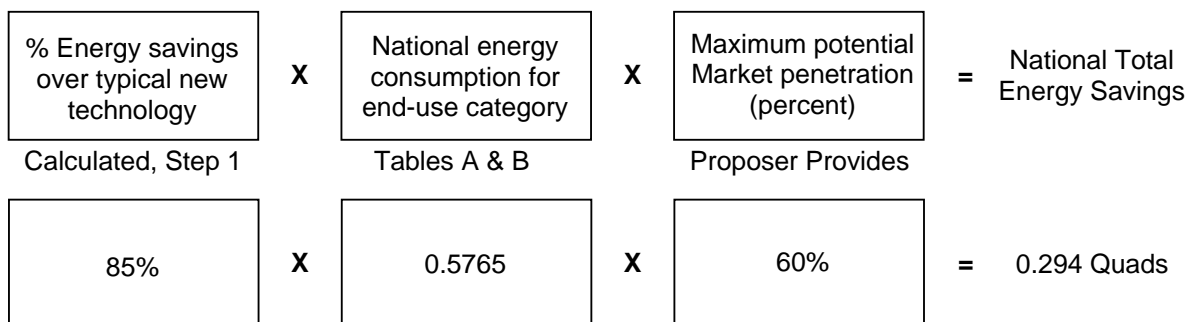 % Energy savings
over typical new
technology
X
National energy
consumption for
end-use category
X
Maximum potential
Market penetration
(percent)
=
National Total
Energy Savings
Calculated, Step 1
Tables A & B
Proposer Provides
85%
X
0.5765
X
60%
=
0.294 Quads